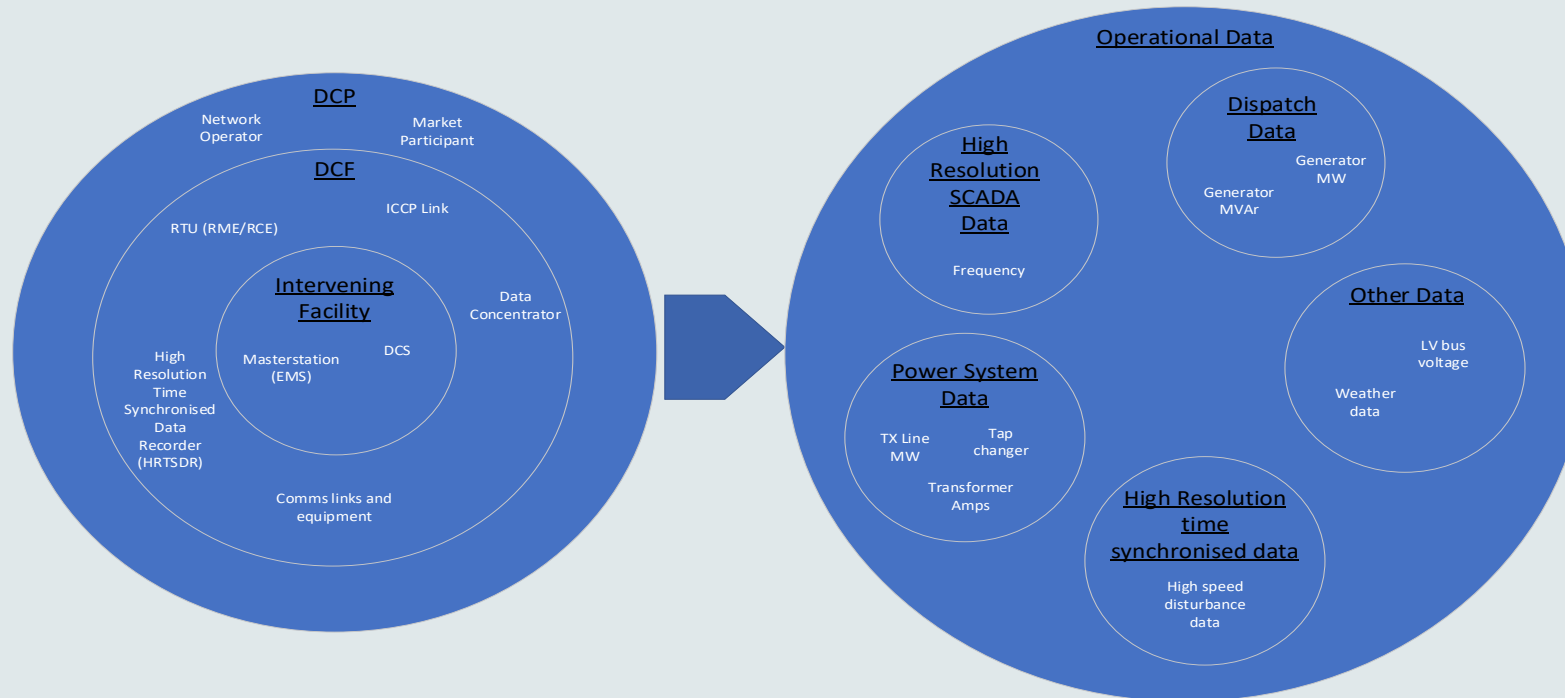 DCP
Network
Operator
Market
Participant
DCF
ICCP Link
RTU (RME/RCE)
Intervening
Facility
Data
Concentrator
DCS
Masterstation
(EMS)
High
Resolution
Time
Synchronised
Data
Recorder
(HRTSDR)
Comms links and
equipment
Operational Data
Dispatch
Data
Generator
MW
Generator
MVAr
High
Resolution
SCADA
Data
Frequency
Other Data
LV bus
voltage
Weather
data
Power System
Data
TX Line
MW
Tap
changer
Transformer
Amps
High Resolution
time
synchronised data
High speed
disturbance
data